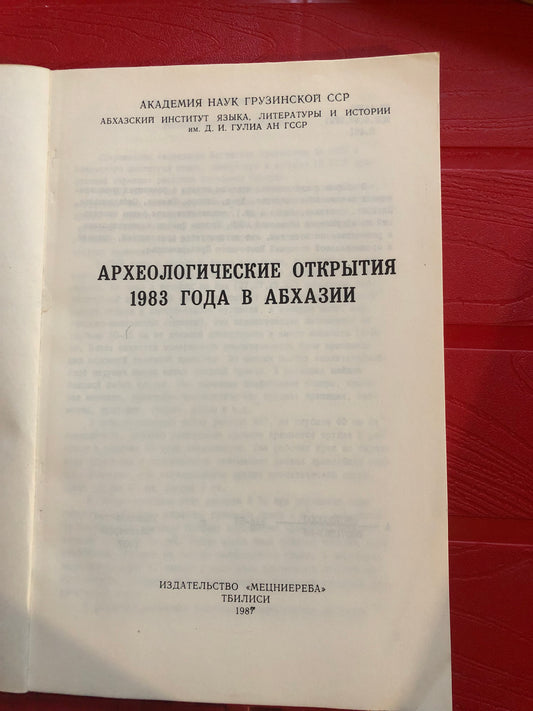 АКАДЕМИЯ НАУК ГРУЗИНСКОЙ ССР
АБХАЗСКИЙ ИНСТИТУТ ЯЗЫКА, ЛИТЕРАТУРЫ И ИСТОРИИ
им. Д. И. ГУЛИА АН ГССР
АРХЕОЛОГИЧЕСКИЕ ОТКРЫТИЯ
1983 ГОДА В АБХАЗИИ
ИЗДАТЕЛЬСТВО «МЕЦНИЕРЕБА»
ТБИЛИСИ
1987